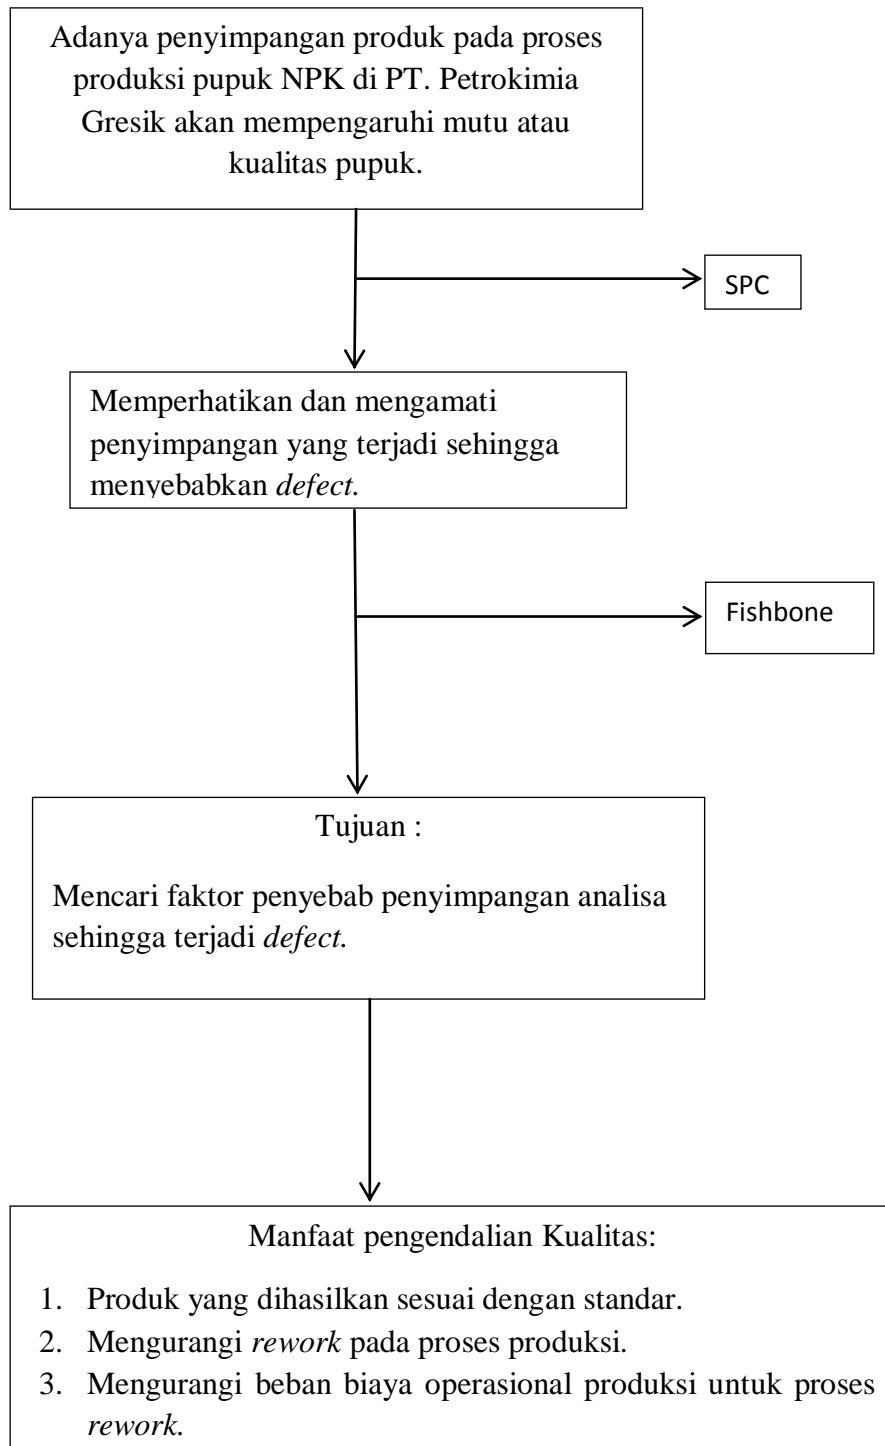 Adanya penyimpangan produk pada proses
produksi pupuk NPK di PT. Petrokimia
Gresik akan mempengaruhi mutu atau
kualitas pupuk.
SPC
Memperhatikan dan mengamati
penyimpangan yang terjadi sehingga
menyebabkan defect.
Fishbone
Tujuan :
Mencari faktor penyebab penyimpangan analisa
sehingga terjadi defect.
Manfaat pengendalian Kualitas:
1. Produk yang dihasilkan sesuai dengan standar.
2. Mengurangi rework pada proses produksi.
3. Mengurangi beban biaya operasional produksi untuk proses
rework.